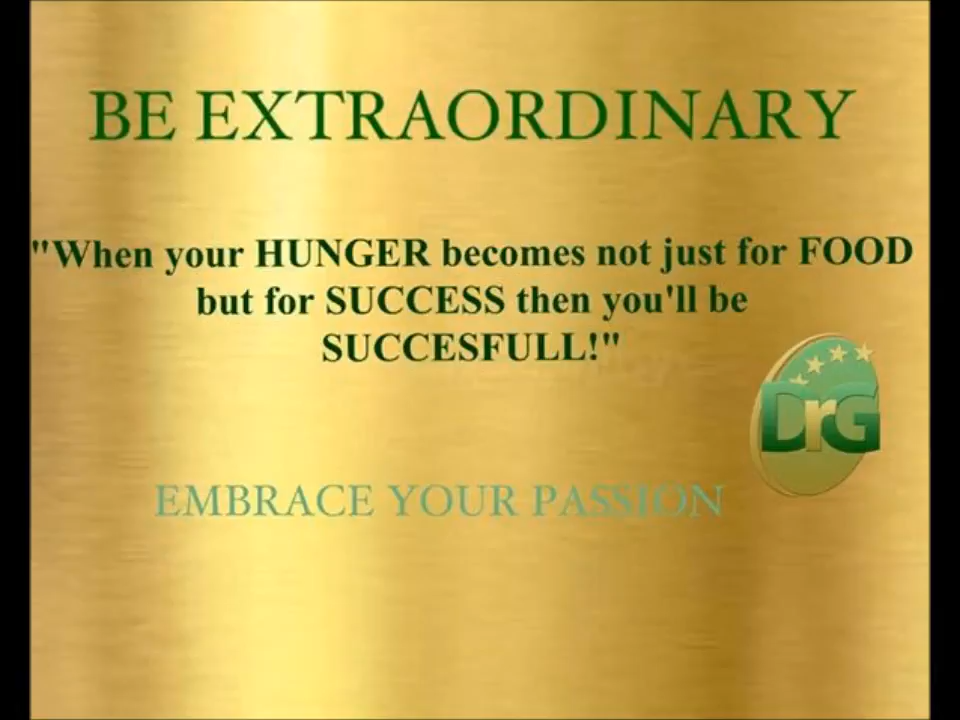 BE EXTRAORDINARY
"When your HUNGER becomes not just for FOOD
but for SUCCESS then you'll be
SUCCESFULL!"
DrG
EMBRACE YOUR PASSION